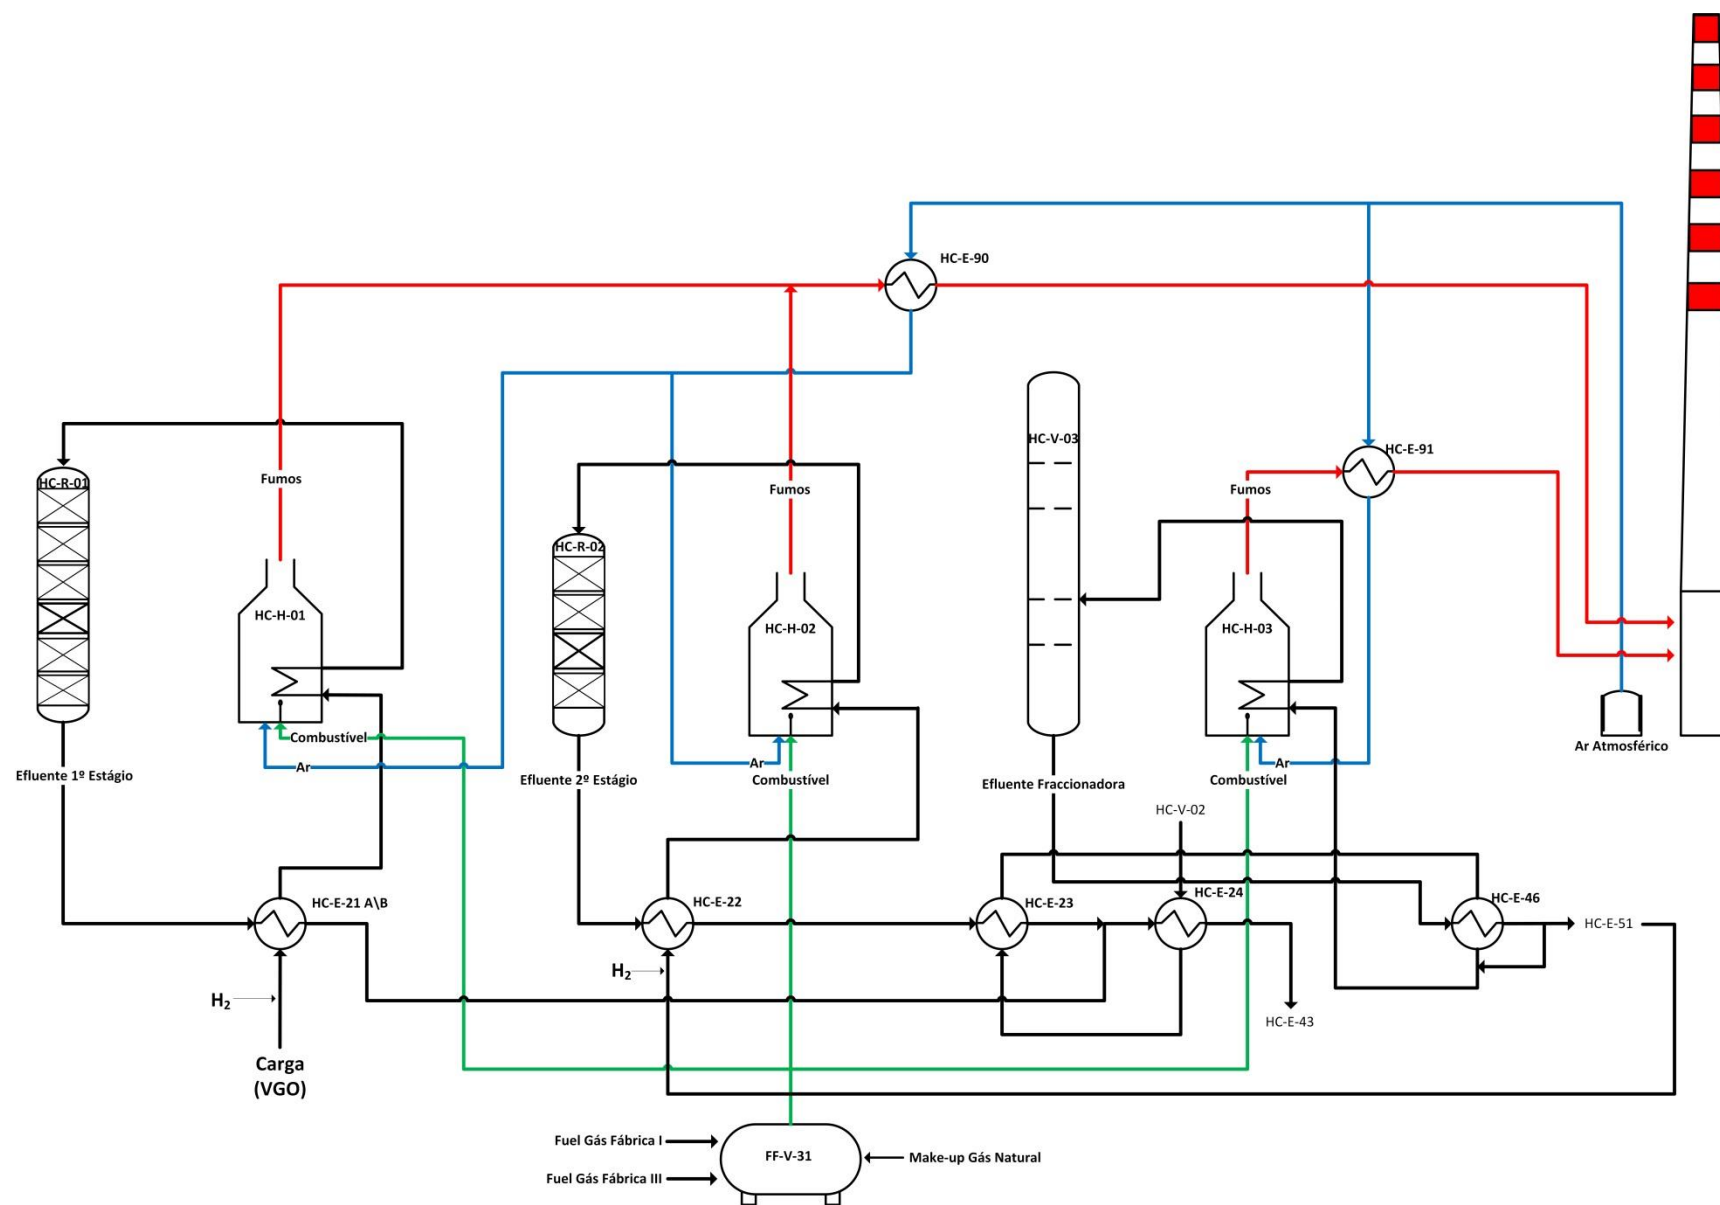 HC-E-90
HC-V-03
HC-E-91
HC-R-01
Fumos
Fumos
Fumos
HC-R-02
HC-H-01
HC-H-02
HC-H-03
Combustível
Ar
Efluente 1º Estágio
Efluente 2º Estágio
Ar
Combustível
Efluente Fraccionadora
Ar
Combustível
Ar Atmosférico
HC-V-02
HC-E-21 A\B
HC-E-22
HC-E-23
HC-E-24
HC-E-46
HC-E-51
H2
H2
HC-E-43
Carga
(VGO)
Fuel Gás Fábrica I
FF-V-31
Make-up Gás Natural
Fuel Gás Fábrica III